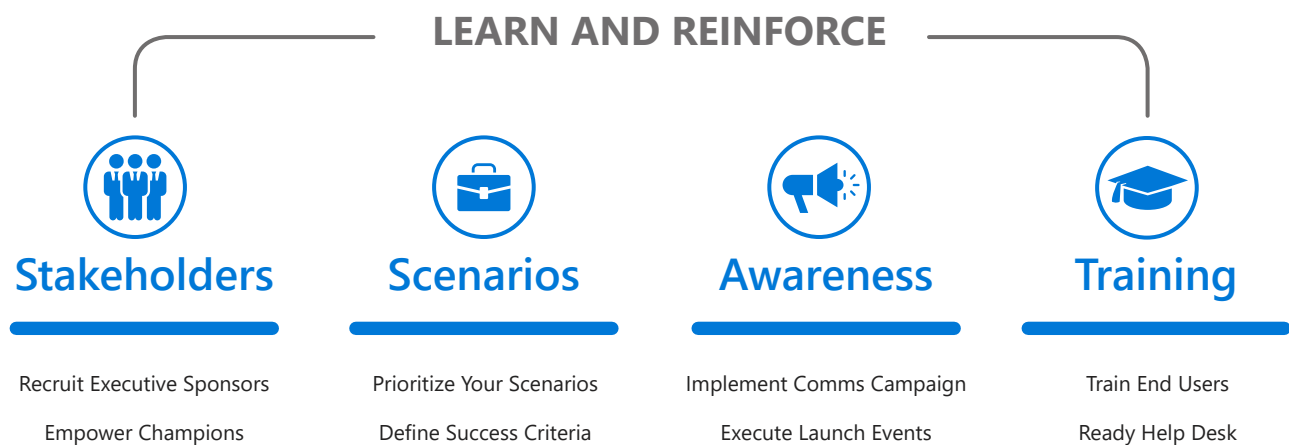 LEARN AND REINFORCE
Stakeholders
Scenarios
Awareness
Training
Recruit Executive Sponsors
Prioritize Your Scenarios
Implement Comms Campaign
Train End Users
Empower Champions
Define Success Criteria
Execute Launch Events
Ready Help Desk